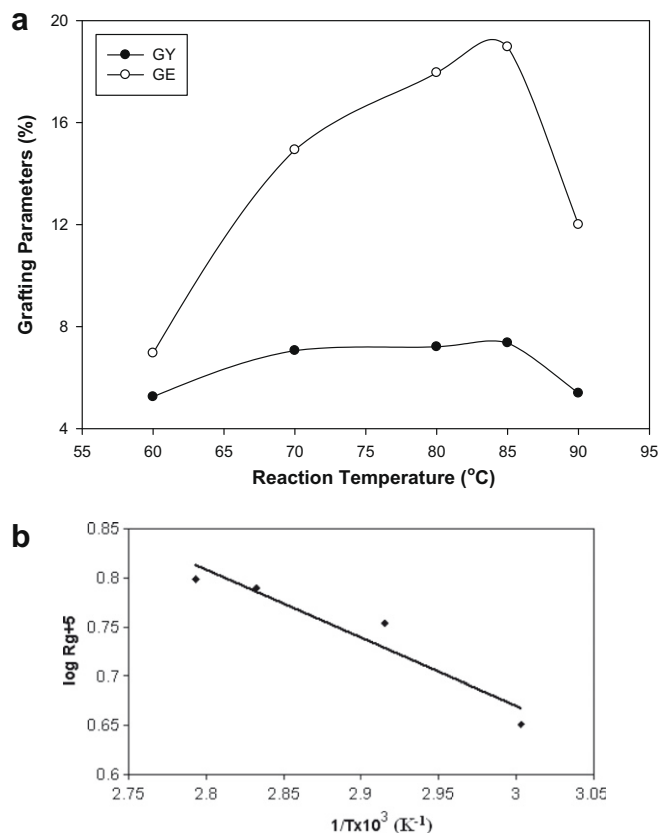 a
20
GY
GE
16
12
8
4
Grafting Parameters (%)
55 60 65 70 75 80 85 90 95
Reaction Temperature (°C)
b
0.85
0.8
0.75
0.7
0.65
0.6
log Rg+5
2.75 2.8 2.85 2.9 2.95 3 3.05
1/Tx10³ (K⁻¹)